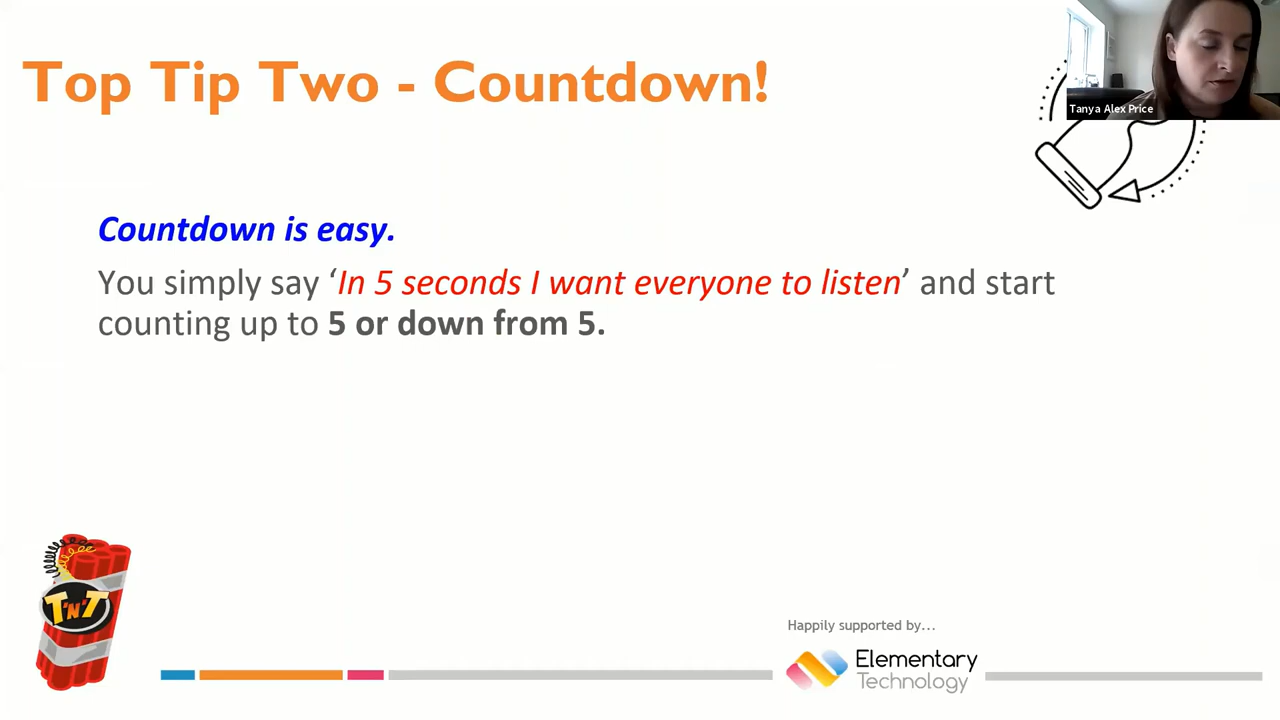 Top Tip Two - Countdown!
Tanya Alex Price
Countdown is easy.
You simply say ‘In 5 seconds I want everyone to listen’ and start
counting up to 5 or down from 5.
T'N'T
Happily supported by...
Elementary
Technology